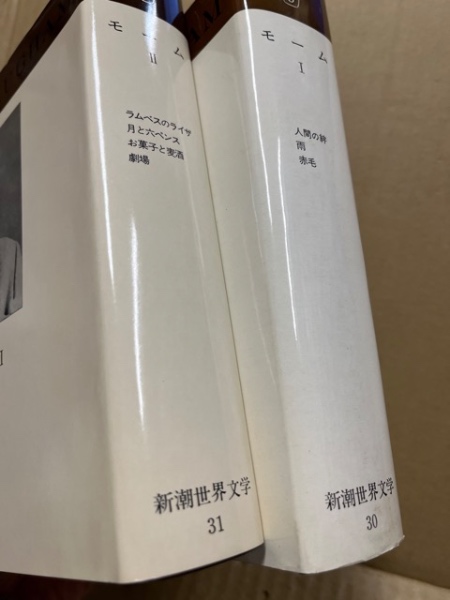 モーム
II
ラムベスのライザ
月と六ペンス
お菓子と麦酒
劇場
新潮世界文学
31
モーム
I
人間の絆
雨
赤毛
新潮世界文学
30